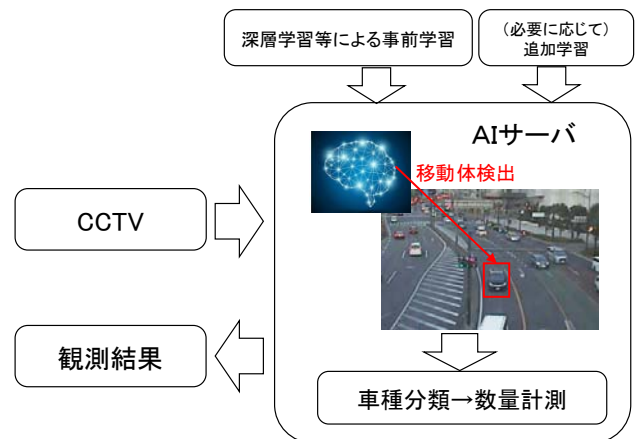 深層学習等による事前学習
(必要に応じて)
追加学習
AIサーバ
移動体検出
CCTV
観測結果
車種分類→数量計測